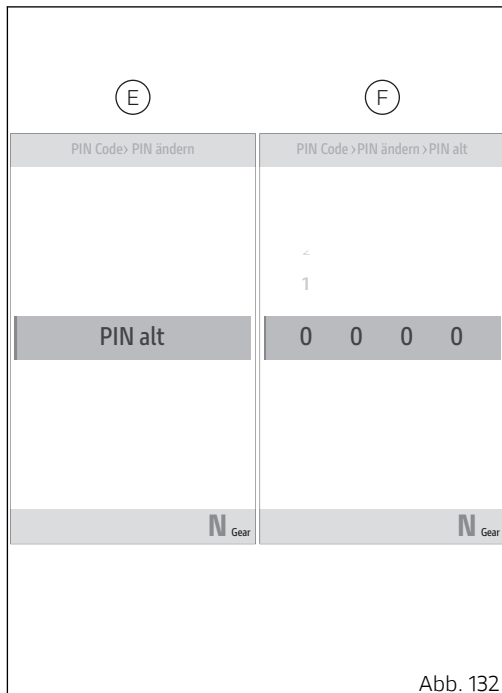 E
F
PIN Code› PIN ändern
PIN Code ›PIN ändern ›PIN alt
2
1
PIN alt
0 0 0 0
N Gear
N Gear
Abb. 132